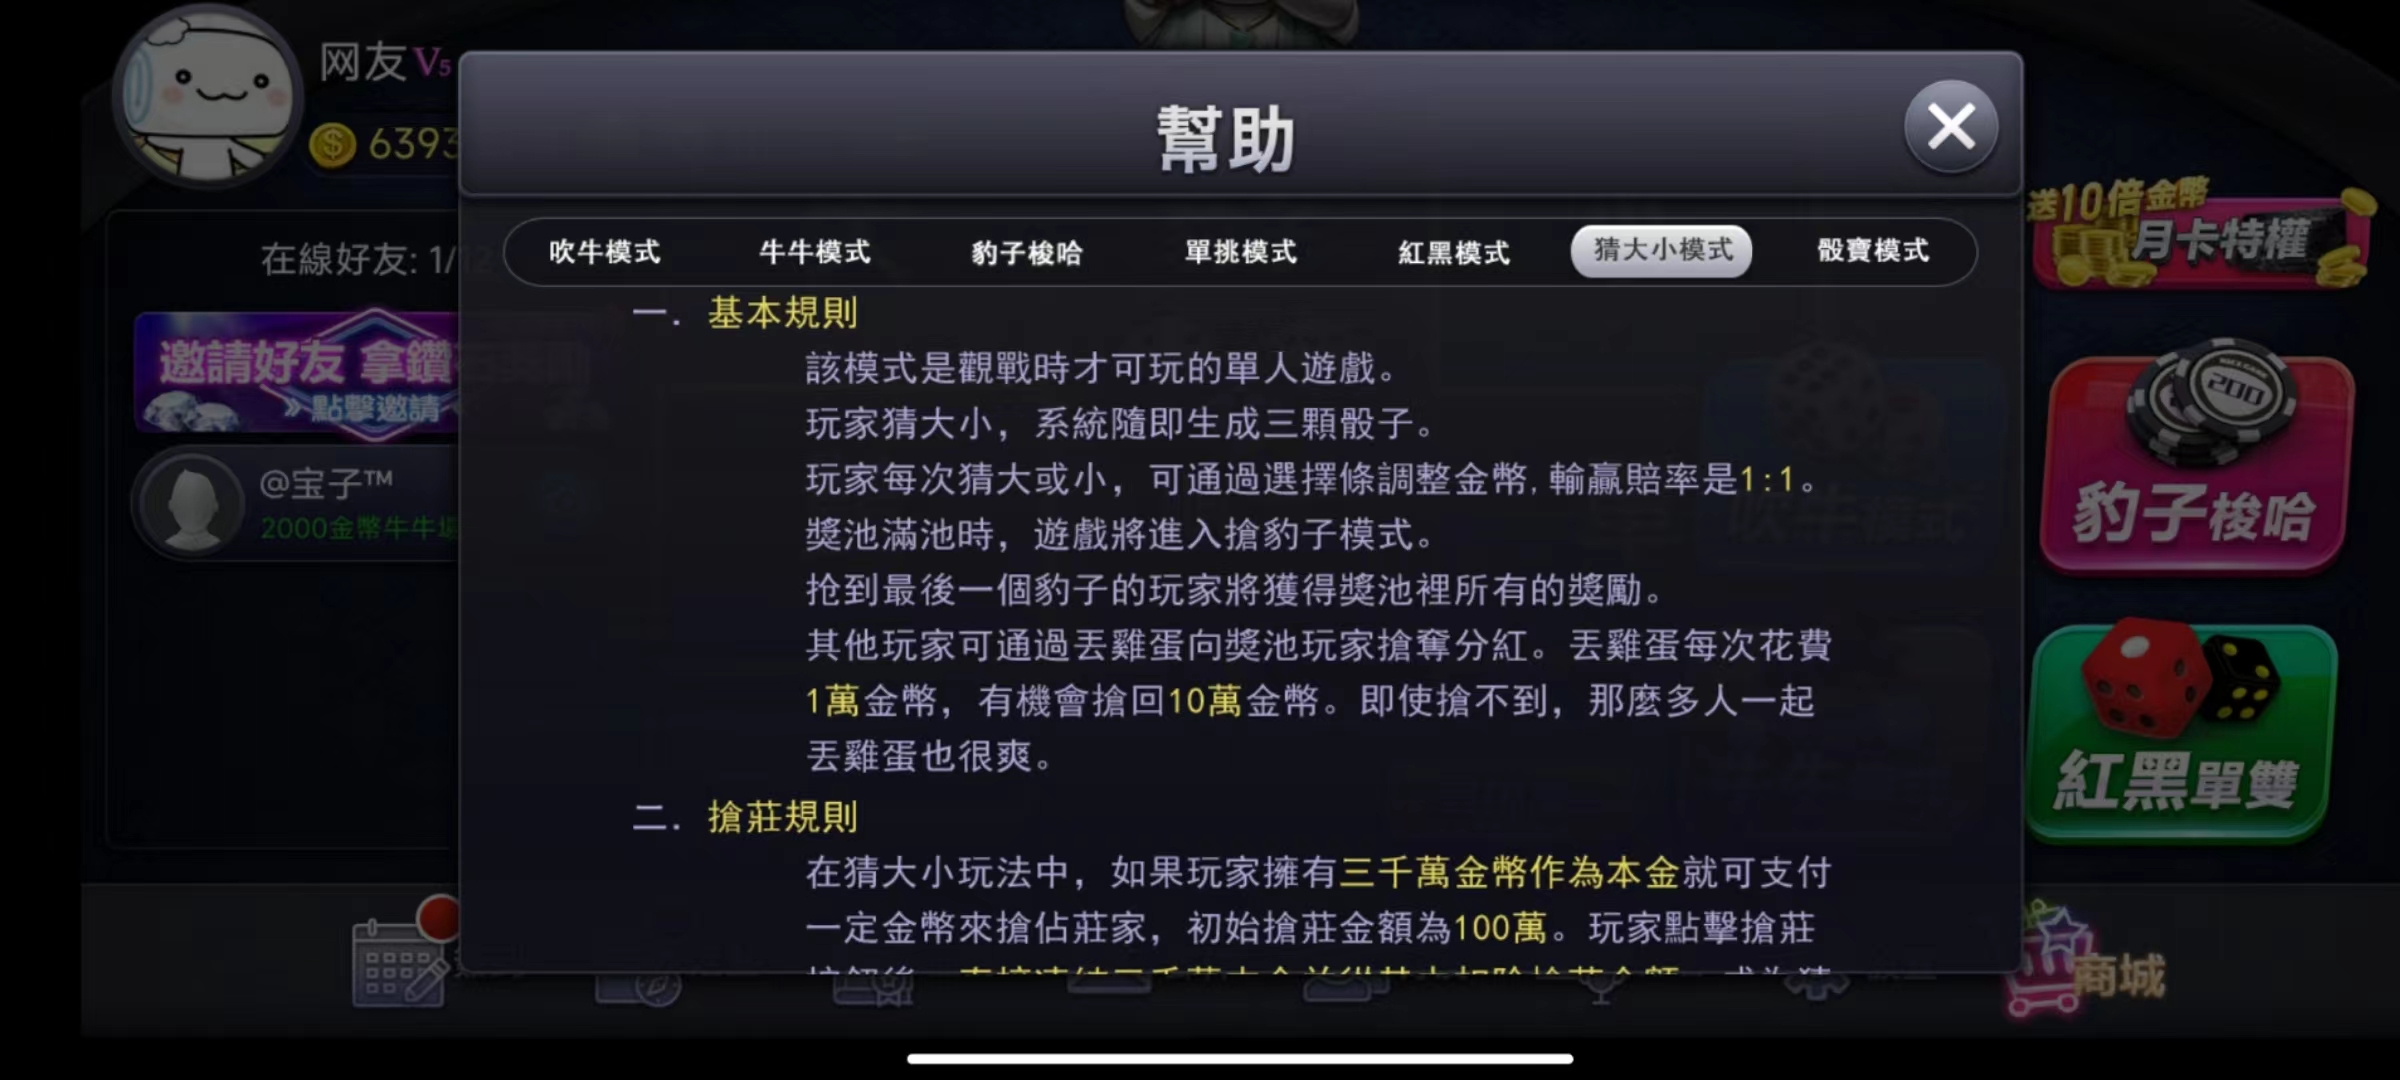 网友 V5
6393
幫助
送10倍金幣
月卡特權
在線好友: 1/12
吹牛模式 牛牛模式 豹子梭哈 單挑模式 紅黑模式 猜大小模式 骰寶模式
邀請好友 拿鑽
» 點擊邀請
@宝子™
2000金幣牛牛場
一. 基本規則
該模式是觀戰時才可玩的單人遊戲。
玩家猜大小，系統隨即生成三顆骰子。
玩家每次猜大或小，可通過選擇條調整金幣,輸贏賠率是1:1。
獎池滿池時，遊戲將進入搶豹子模式。
抢到最後一個豹子的玩家將獲得獎池裡所有的獎勵。
其他玩家可通過丟雞蛋向獎池玩家搶奪分紅。丟雞蛋每次花費
1萬金幣，有機會搶回10萬金幣。即使搶不到，那麼多人一起
丟雞蛋也很爽。
二. 搶莊規則
在猜大小玩法中，如果玩家擁有三千萬金幣作為本金就可支付
一定金幣來搶佔莊家，初始搶莊金額為100萬。玩家點擊搶莊
200
豹子梭哈
紅黑單雙
商城